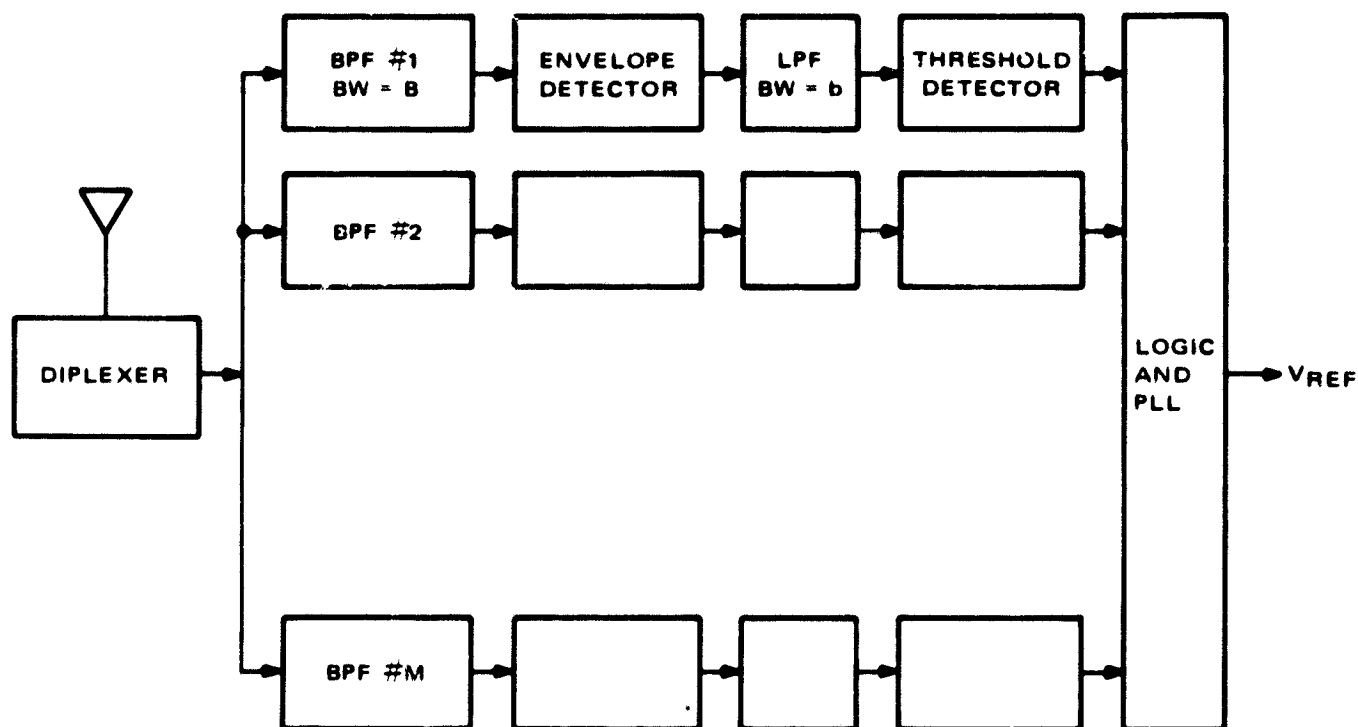 BPF #1
BW = B
ENVELOPE
DETECTOR
LPF
BW = b
THRESHOLD
DETECTOR
BPF #2
DIPLEXER
LOGIC
AND
PLL
VREF
BPF #M